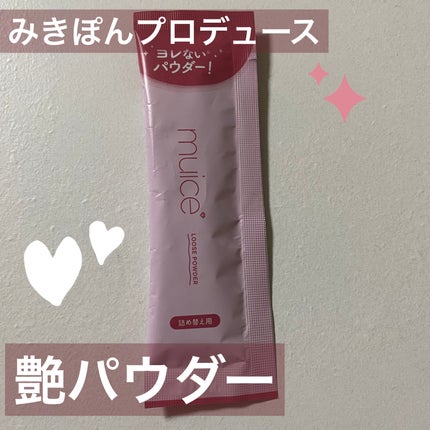 みきぽんプロデュース
ヨレない
パウダー!
muice
LOOSE POWDER
詰め替え用
艶パウダー